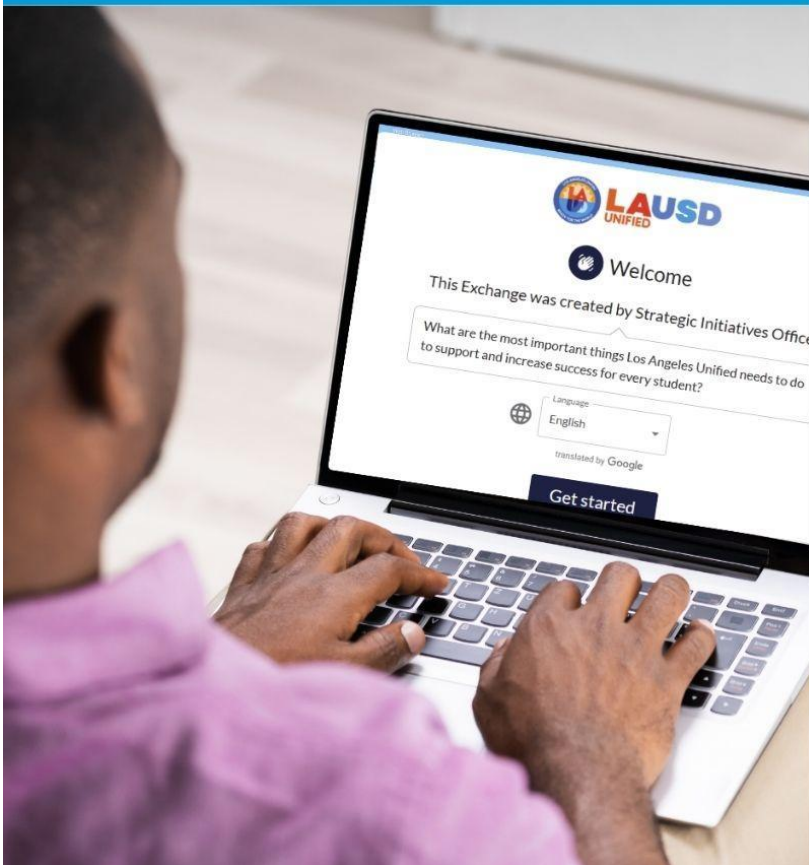 LAUSD
UNIFIED
Welcome
This Exchange was created by Strategic Initiatives Office
What are the most important things Los Angeles Unified needs to do
to support and increase success for every student?
Language
English
translated by Google
Get started